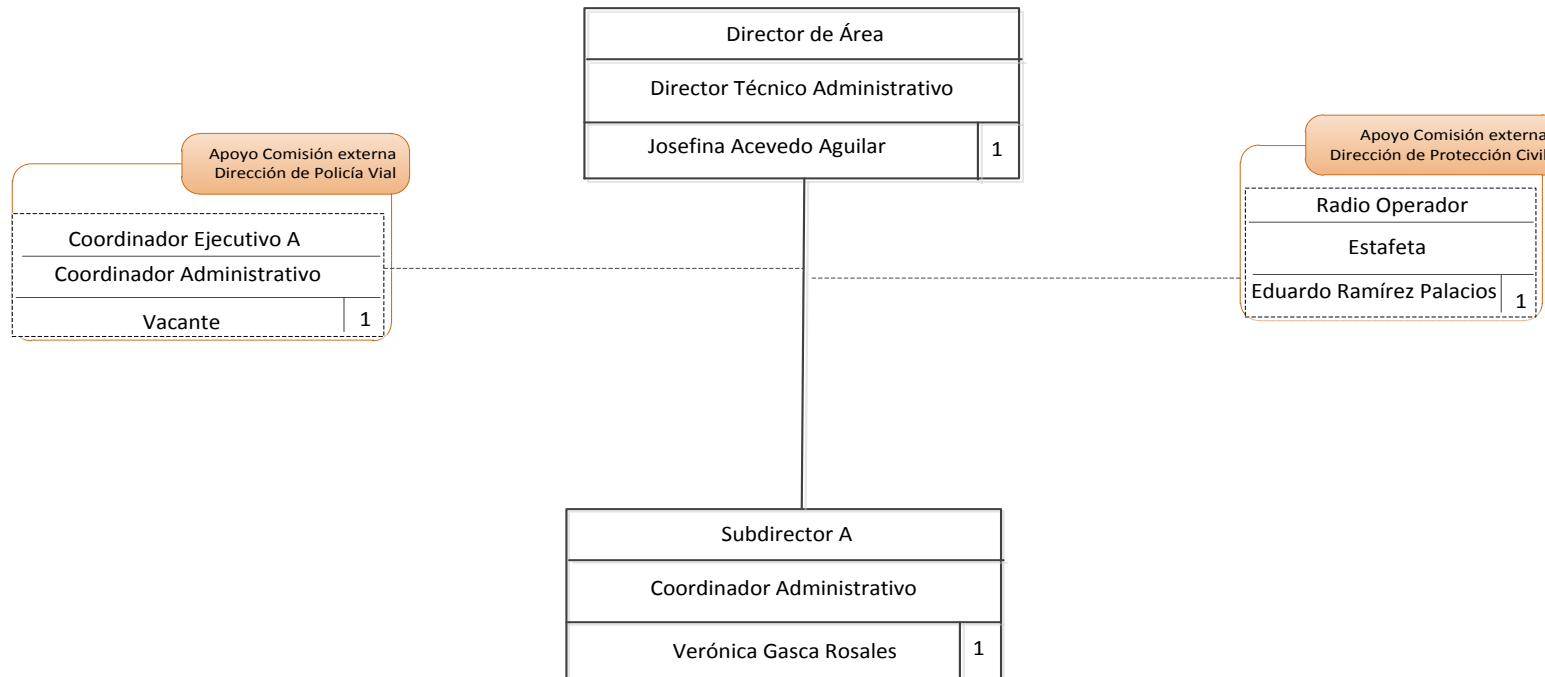 Director de Área
Director Técnico Administrativo
Josefina Acevedo Aguilar 1
Apoyo Comisión externa
Dirección de Policía Vial
Coordinador Ejecutivo A
Coordinador Administrativo
Vacante 1
Apoyo Comisión externa
Dirección de Protección Civil
Radio Operador
Estafeta
Eduardo Ramírez Palacios 1
Subdirector A
Coordinador Administrativo
Verónica Gasca Rosales 1